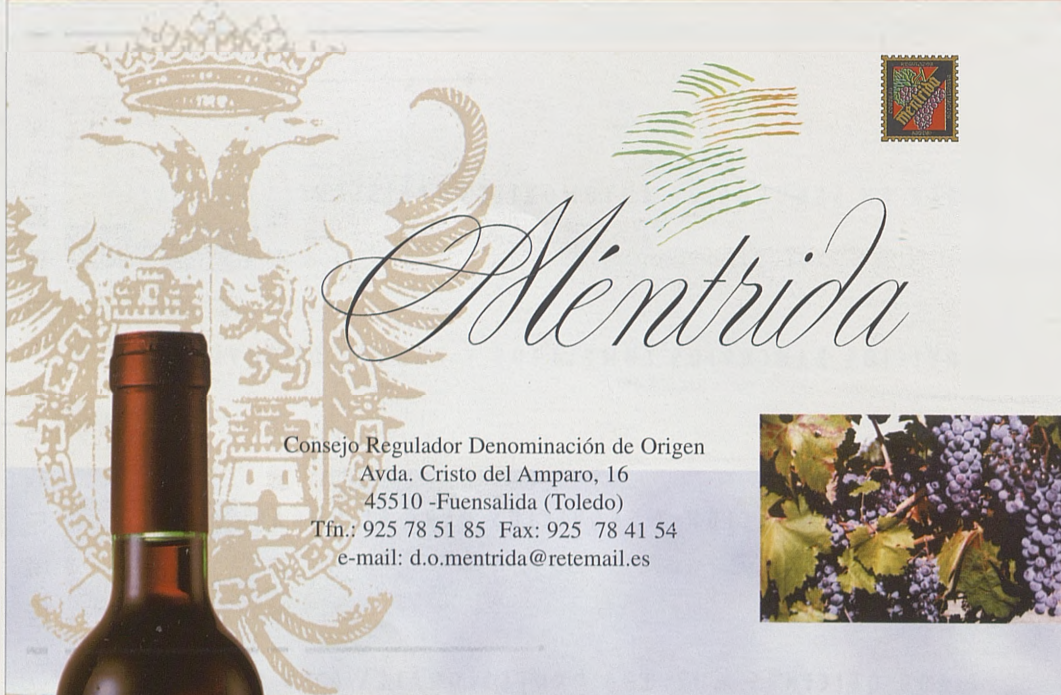 mentrida
Méntrida
Consejo Regulador Denominación de Origen
Avda. Cristo del Amparo, 16
45510 -Fuensalida (Toledo)
Tfn.: 925 78 51 85 Fax: 925 78 41 54
e-mail: d.o.mentrida@retemail.es